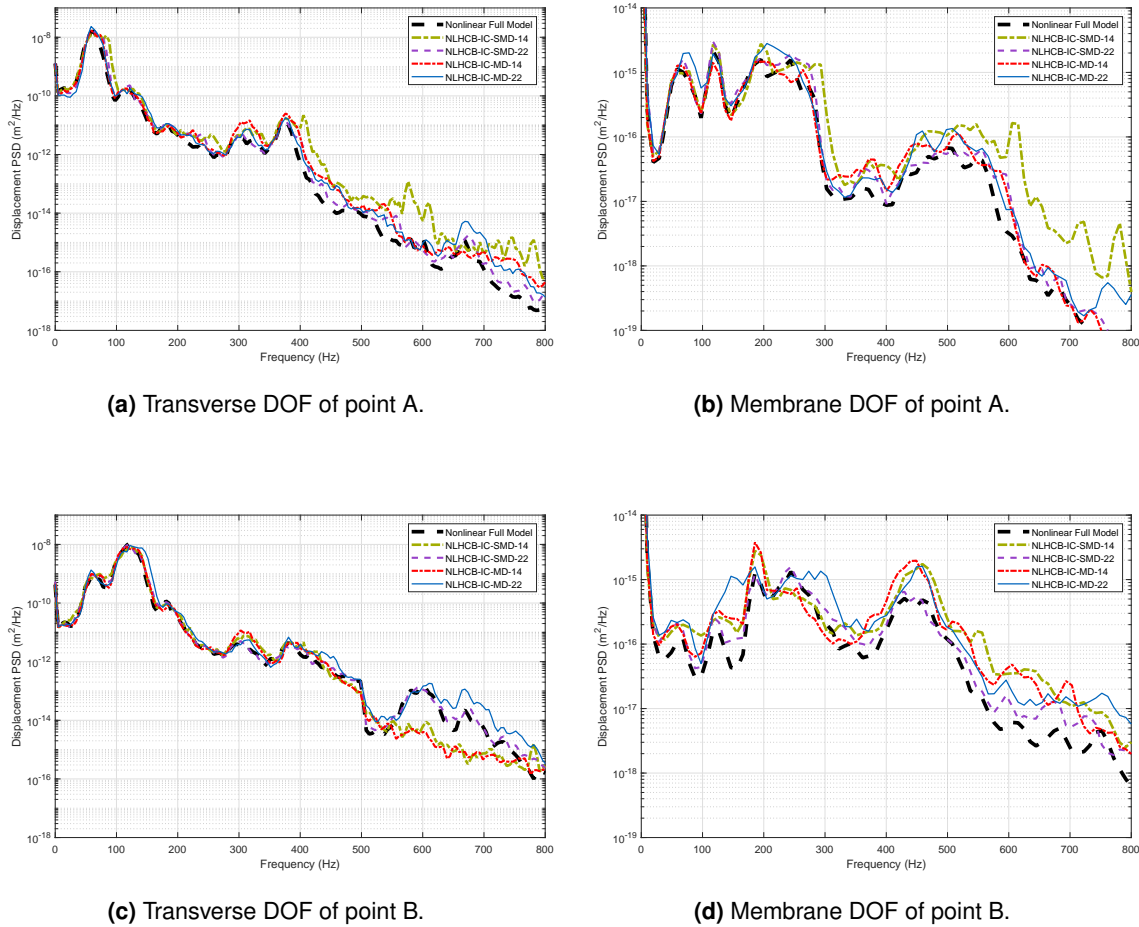 10^-8
10^-10
10^-12
10^-14
10^-16
10^-18
Displacement PSD (m^2/Hz)
0 100 200 300 400 500 600 700 800
Frequency (Hz)
Nonlinear Full Model
NLHCB-IC-SMD-14
NLHCB-IC-SMD-22
NLHCB-IC-MD-14
NLHCB-IC-MD-22
(a) Transverse DOF of point A.
10^-14
10^-15
10^-16
10^-17
10^-18
10^-19
Displacement PSD (m^2/Hz)
0 100 200 300 400 500 600 700 800
Frequency (Hz)
Nonlinear Full Model
NLHCB-IC-SMD-14
NLHCB-IC-SMD-22
NLHCB-IC-MD-14
NLHCB-IC-MD-22
(b) Membrane DOF of point A.
10^-8
10^-10
10^-12
10^-14
10^-16
10^-18
Displacement PSD (m^2/Hz)
0 100 200 300 400 500 600 700 800
Frequency (Hz)
Nonlinear Full Model
NLHCB-IC-SMD-14
NLHCB-IC-SMD-22
NLHCB-IC-MD-14
NLHCB-IC-MD-22
(c) Transverse DOF of point B.
10^-14
10^-15
10^-16
10^-17
10^-18
10^-19
Displacement PSD (m^2/Hz)
0 100 200 300 400 500 600 700 800
Frequency (Hz)
Nonlinear Full Model
NLHCB-IC-SMD-14
NLHCB-IC-SMD-22
NLHCB-IC-MD-14
NLHCB-IC-MD-22
(d) Membrane DOF of point B.